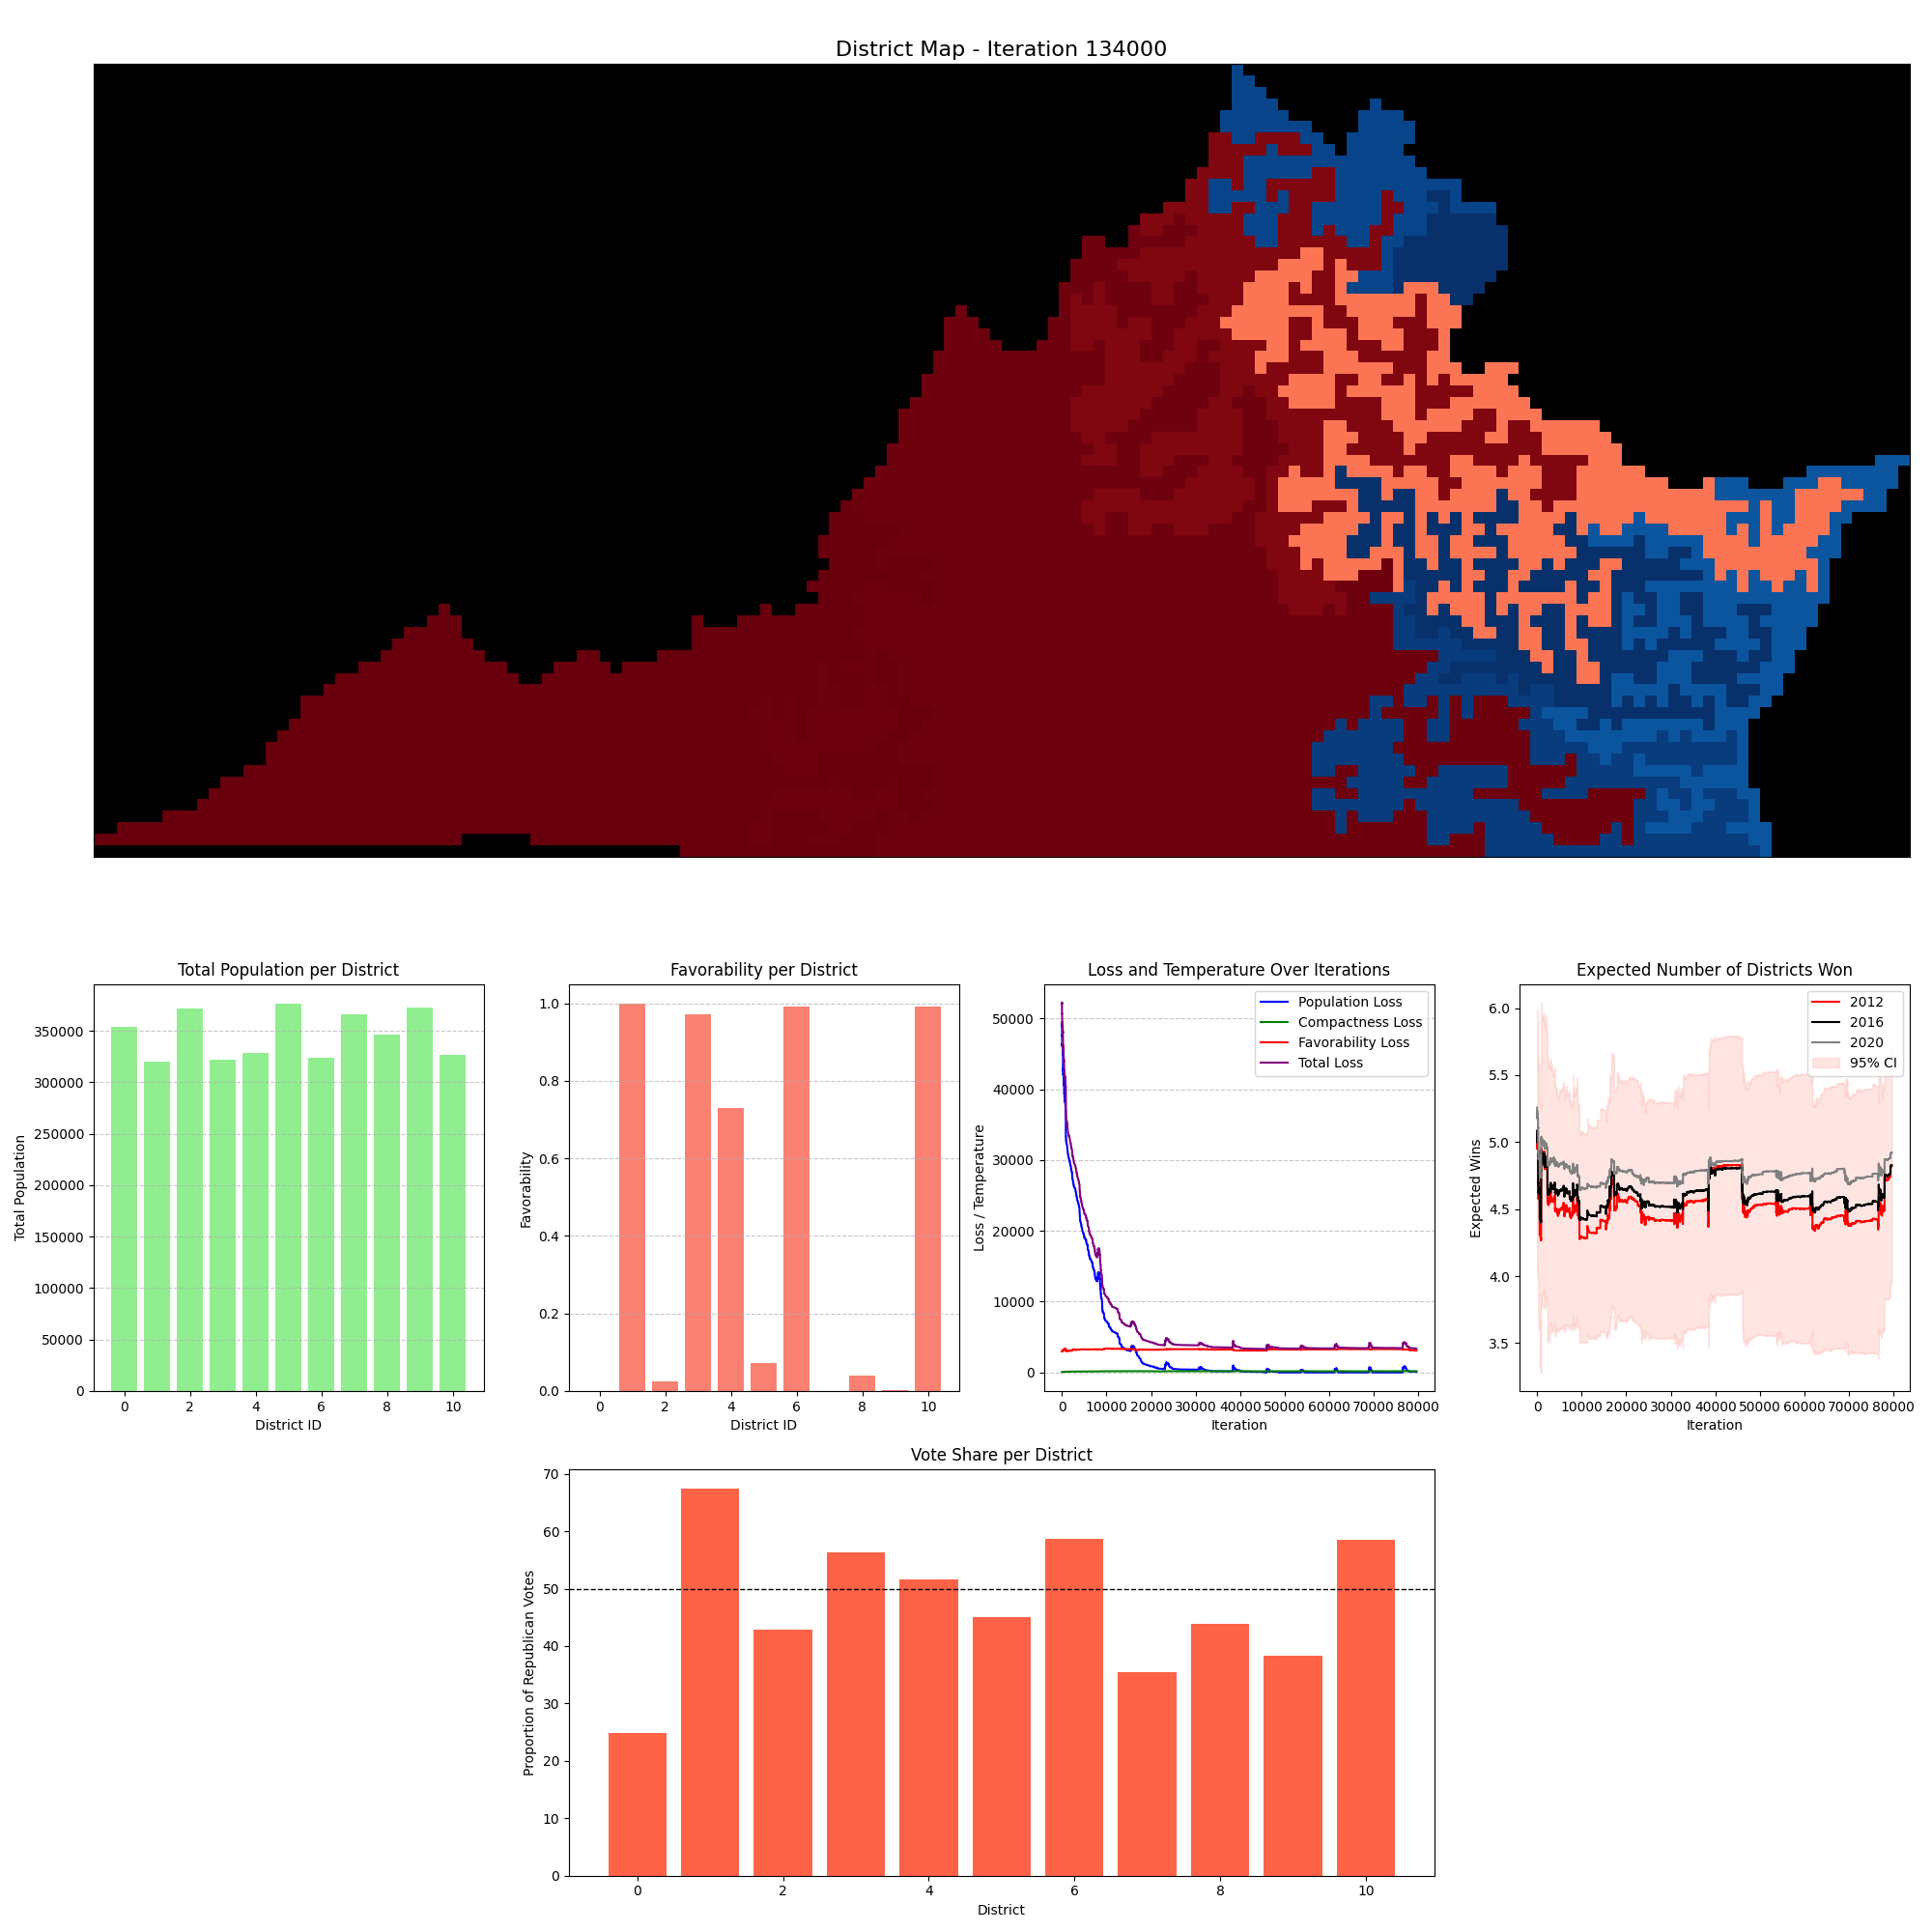 District Map - Iteration 134000
Total Population per District
Total Population
350000
300000
250000
200000
150000
100000
50000
0
0 2 4 6 8 10
District ID
Favorability per District
Favorability
1.0
0.8
0.6
0.4
0.2
0.0
0 2 4 6 8 10
District ID
Loss and Temperature Over Iterations
Loss / Temperature
50000
40000
30000
20000
10000
0
Population Loss
Compactness Loss
Favorability Loss
Total Loss
0 10000 20000 30000 40000 50000 60000 70000 80000
Iteration
Expected Number of Districts Won
Expected Wins
6.0
5.5
5.0
4.5
4.0
3.5
2012
2016
2020
95% CI
0 10000 20000 30000 40000 50000 60000 70000 80000
Iteration
Vote Share per District
Proportion of Republican Votes
70
60
50
40
30
20
10
0
0 2 4 6 8 10
District